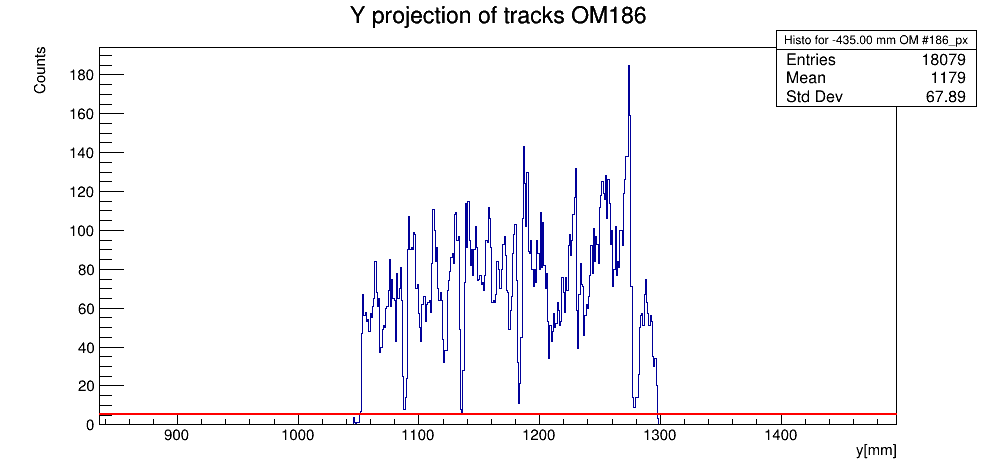 Y projection of tracks OM186
Histo for -435.00 mm OM #186_px
Entries 18079
Mean 1179
Std Dev 67.89
Counts
180
160
140
120
100
80
60
40
20
0
900 1000 1100 1200 1300 1400
y[mm]